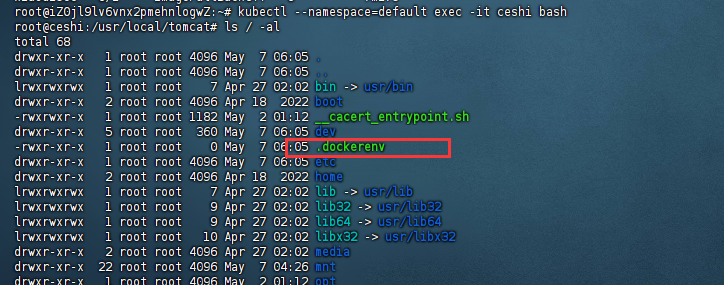 root@iZ0jl9lv6vnx2pmehnlogwZ:~# kubectl --namespace=default exec -it ceshi bash
root@ceshi:/usr/local/tomcat# ls / -al
total 68
drwxr-xr-x 1 root root 4096 May 7 06:05 .
drwxr-xr-x 1 root root 4096 May 7 06:05 ..
lrwxrwxrwx 1 root root 7 Apr 27 02:02 bin -> usr/bin
drwxr-xr-x 2 root root 4096 Apr 18 2022 boot
-rwxrwxr-x 1 root root 1182 May 2 01:12 __cacert_entrypoint.sh
drwxr-xr-x 5 root root 360 May 7 06:05 dev
-rwxr-xr-x 1 root root 0 May 7 06:05 .dockerenv
drwxr-xr-x 1 root root 4096 May 7 06:05 etc
drwxr-xr-x 2 root root 4096 Apr 18 2022 home
lrwxrwxrwx 1 root root 7 Apr 27 02:02 lib -> usr/lib
lrwxrwxrwx 1 root root 9 Apr 27 02:02 lib32 -> usr/lib32
lrwxrwxrwx 1 root root 9 Apr 27 02:02 lib64 -> usr/lib64
lrwxrwxrwx 1 root root 10 Apr 27 02:02 libx32 -> usr/libx32
drwxr-xr-x 2 root root 4096 Apr 27 02:02 media
drwxr-xr-x 22 root root 4096 May 7 04:26 mnt
drwxr-xr-x 2 root root 4096 May 2 01:12 opt